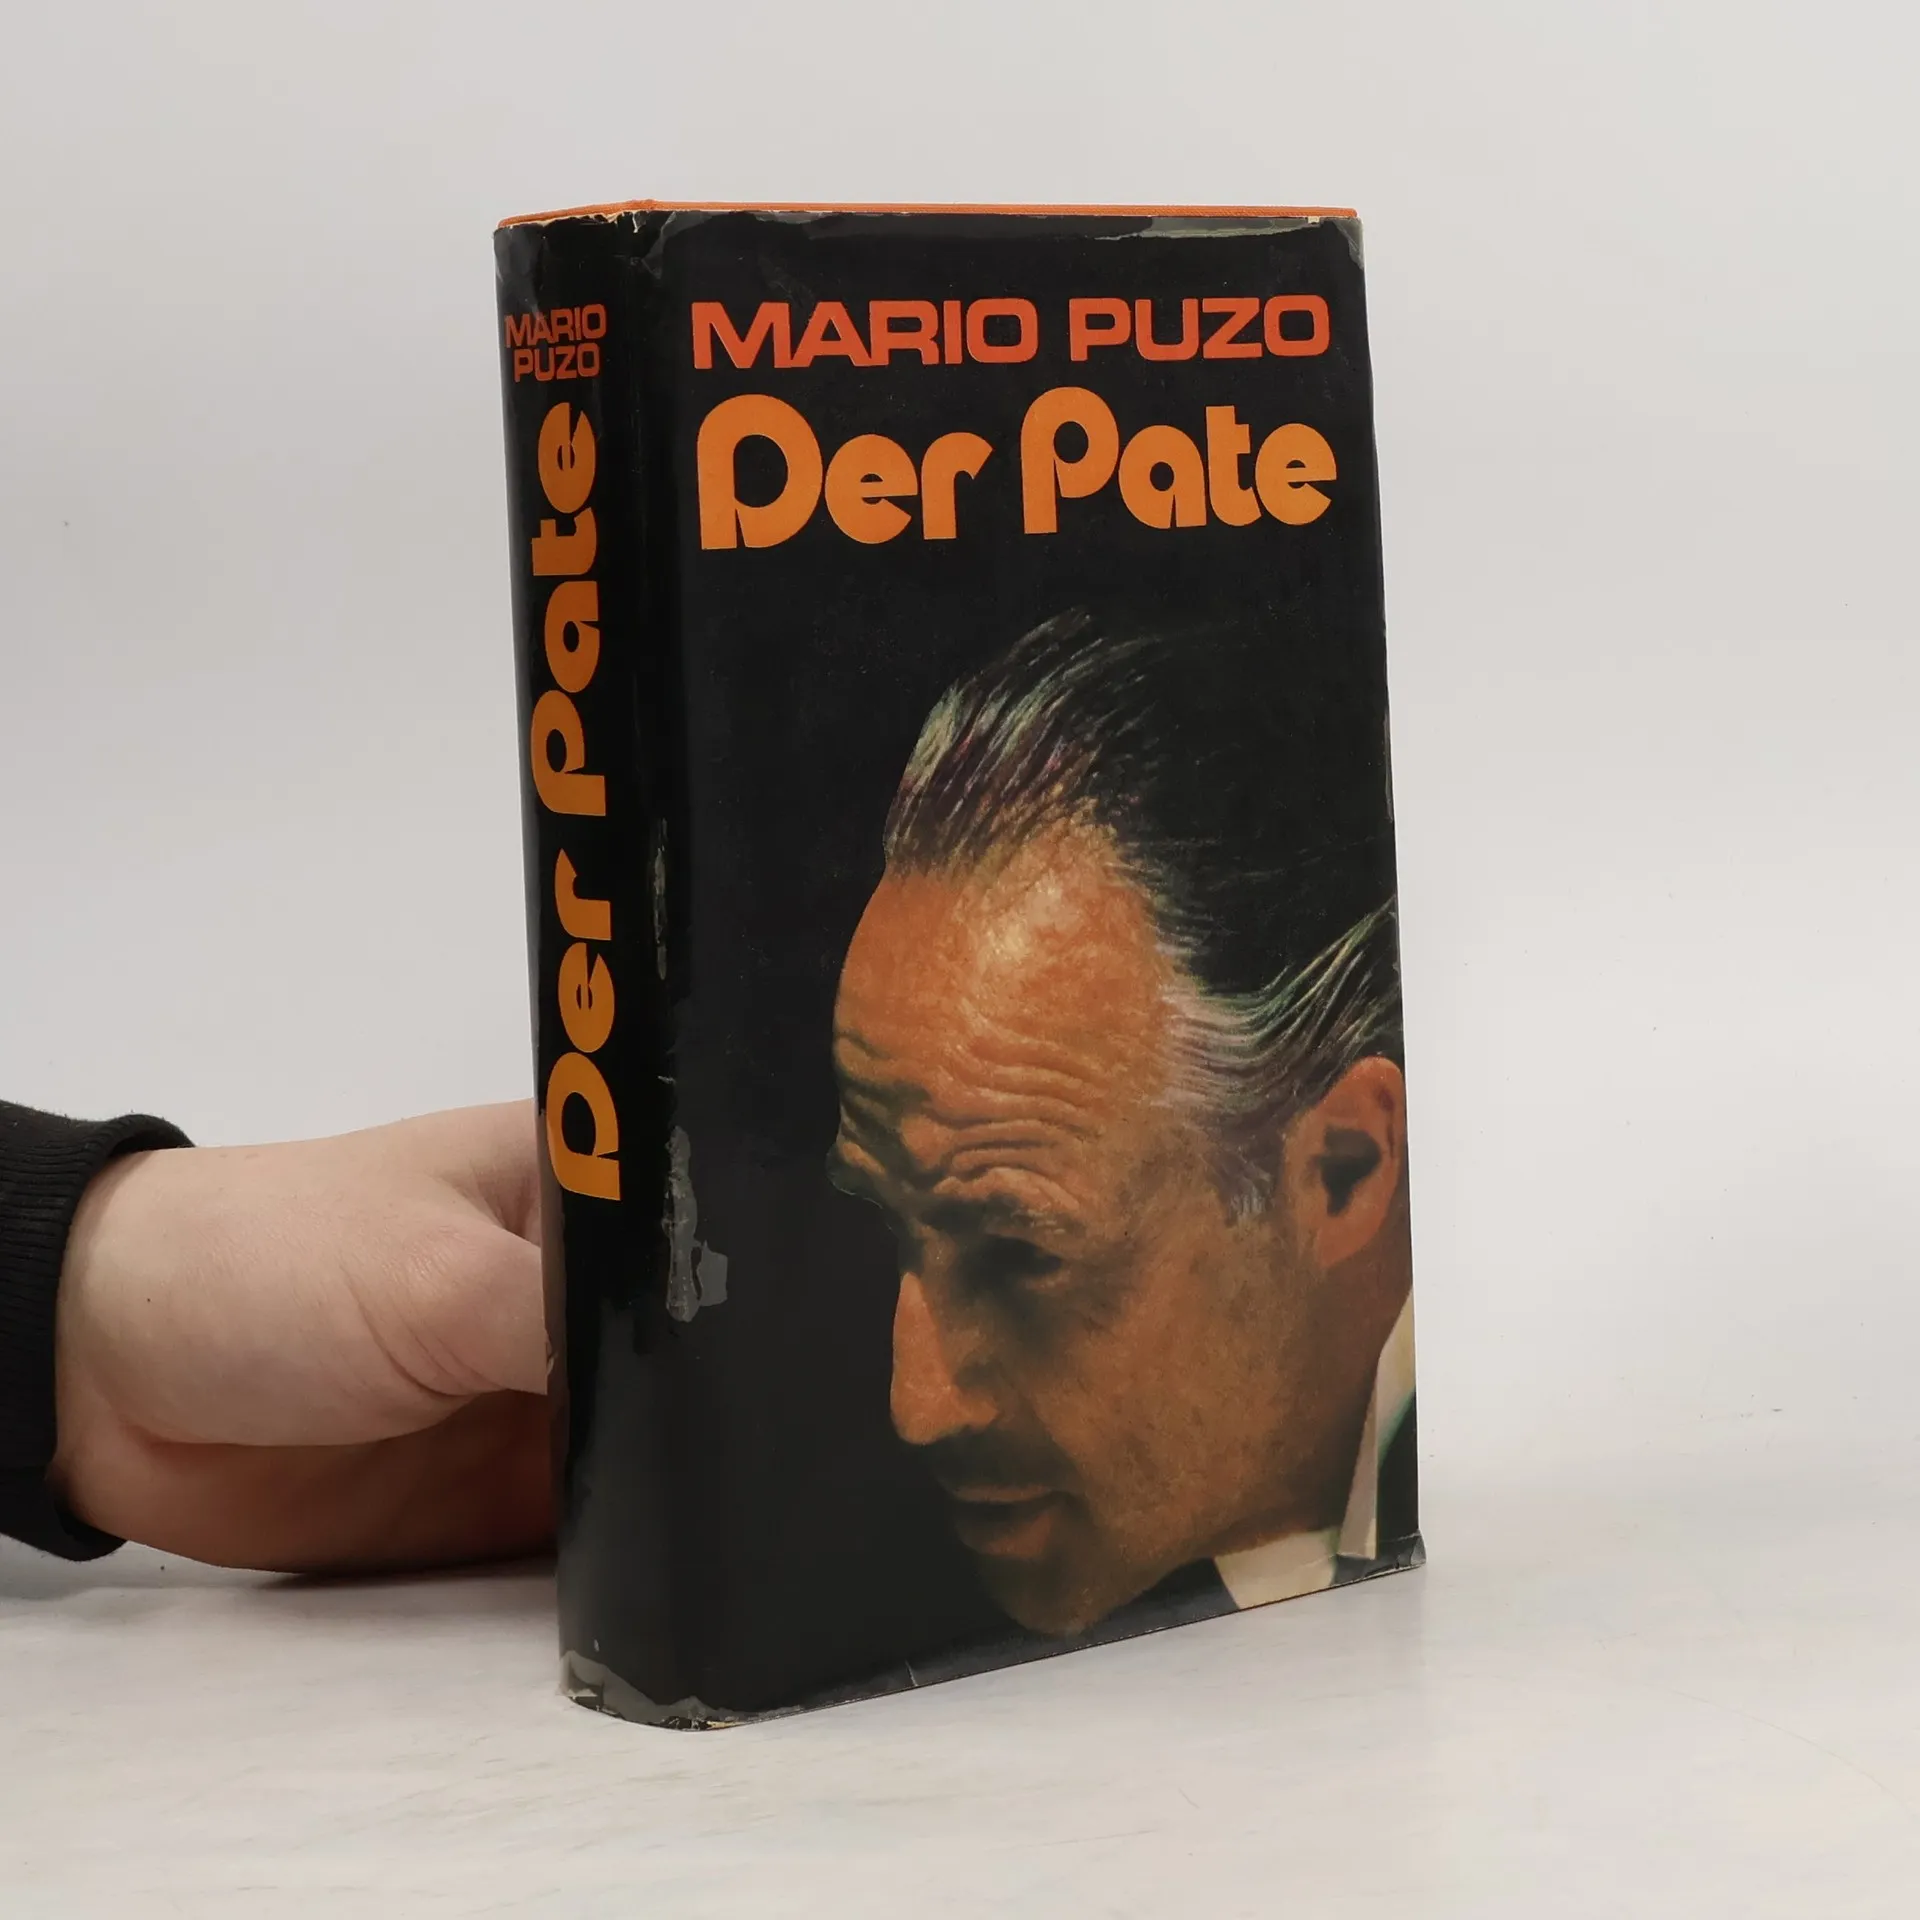 MARIO PUZO
Der Pate
MARIO
PUZO
Der Pate